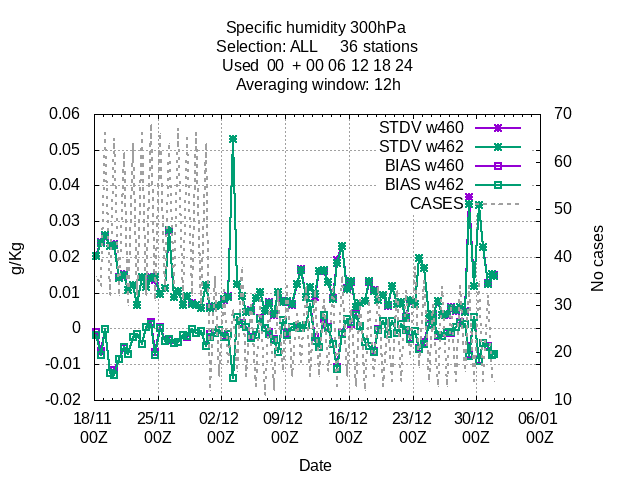 Specific humidity 300hPa
Selection: ALL 36 stations
Used 00 + 00 06 12 18 24
Averaging window: 12h
STDV w460
STDV w462
BIAS w460
BIAS w462
CASES
g/Kg
0.06
0.05
0.04
0.03
0.02
0.01
0
-0.01
-0.02
70
60
50
40
30
20
10
No cases
18/11 25/11 02/12 09/12 16/12 23/12 30/12 06/01
00Z 00Z 00Z 00Z 00Z 00Z 00Z 00Z
Date